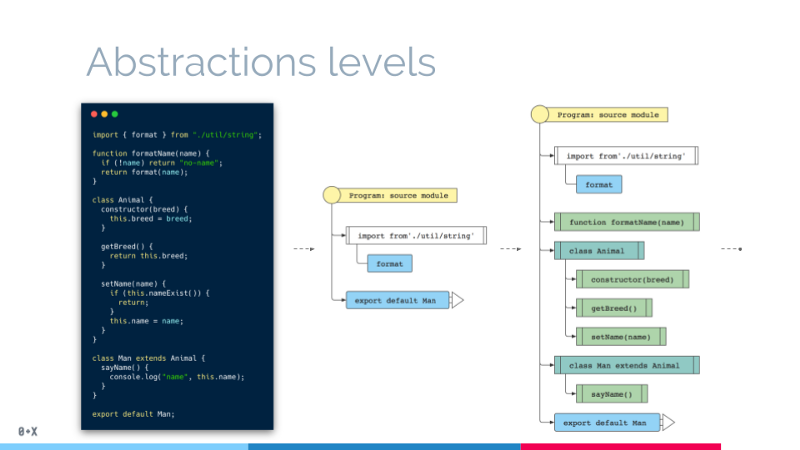 Abstractions levels
import { format } from "./util/string";
function formatName(name) {
if (!name) return "no-name";
return format(name);
}
class Animal {
constructor(breed) {
this.breed = breed;
}
getBreed() {
return this.breed;
}
setName(name) {
if (this.nameExist()) {
return;
}
this.name = name;
}
}
class Man extends Animal {
sayName() {
console.log("name", this.name);
}
}
export default Man;
Program: source module
import from'./util/string'
format
export default Man
Program: source module
import from'./util/string'
format
function formatName(name)
class Animal
constructor(breed)
getBreed()
setName(name)
class Man extends Animal
sayName()
export default Man
0+X